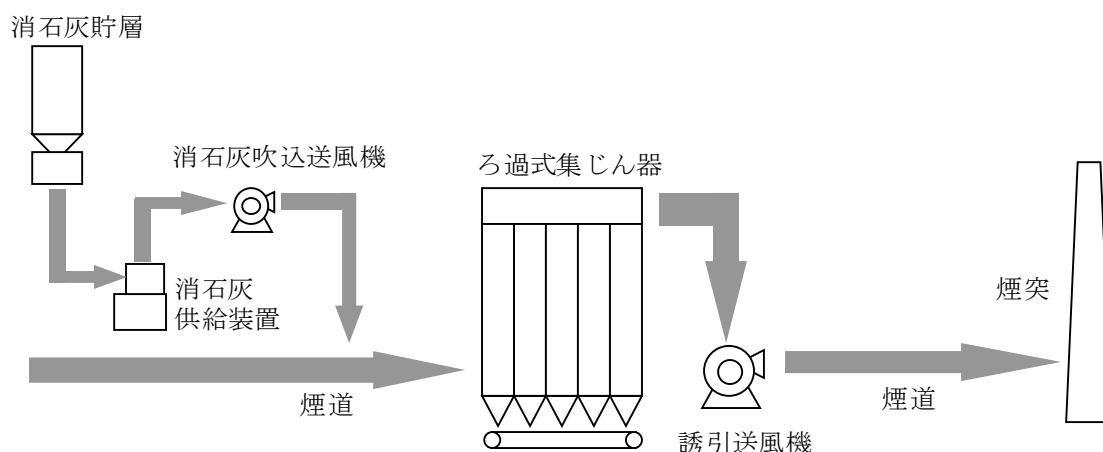 消石灰貯層
消石灰吹込送風機
ろ過式集じん器
消石灰
供給装置
煙突
煙道
煙道
誘引送風機